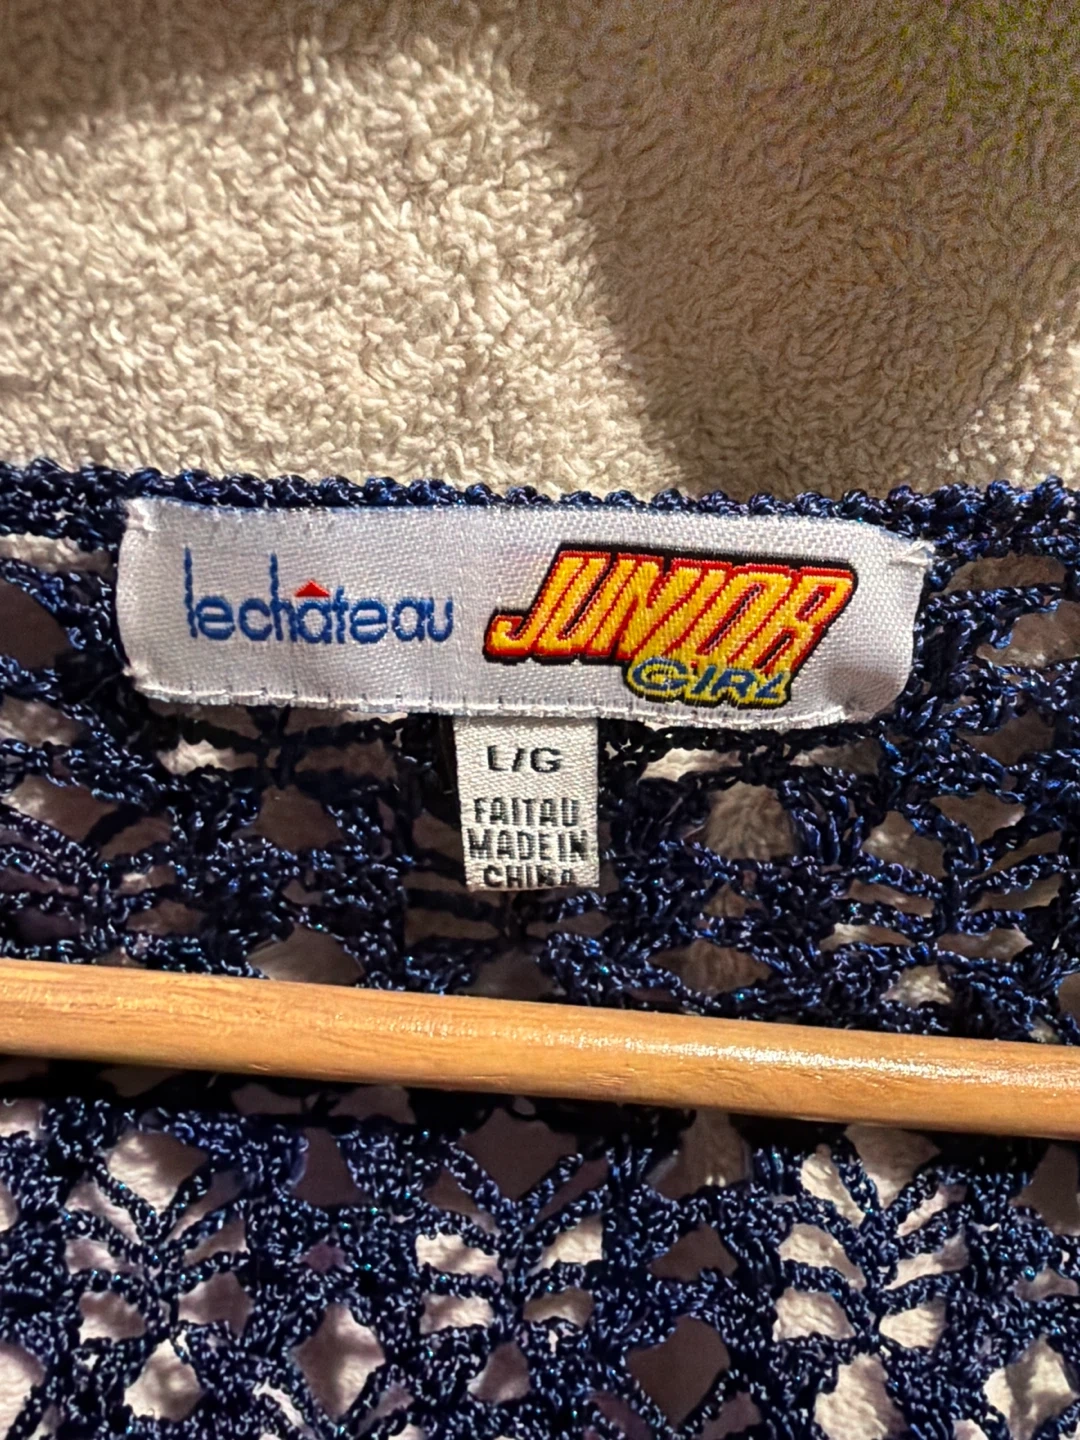 lechâteau
JUNIOR
GIRL
L/G
FAIT AU
MADE IN
CHINA